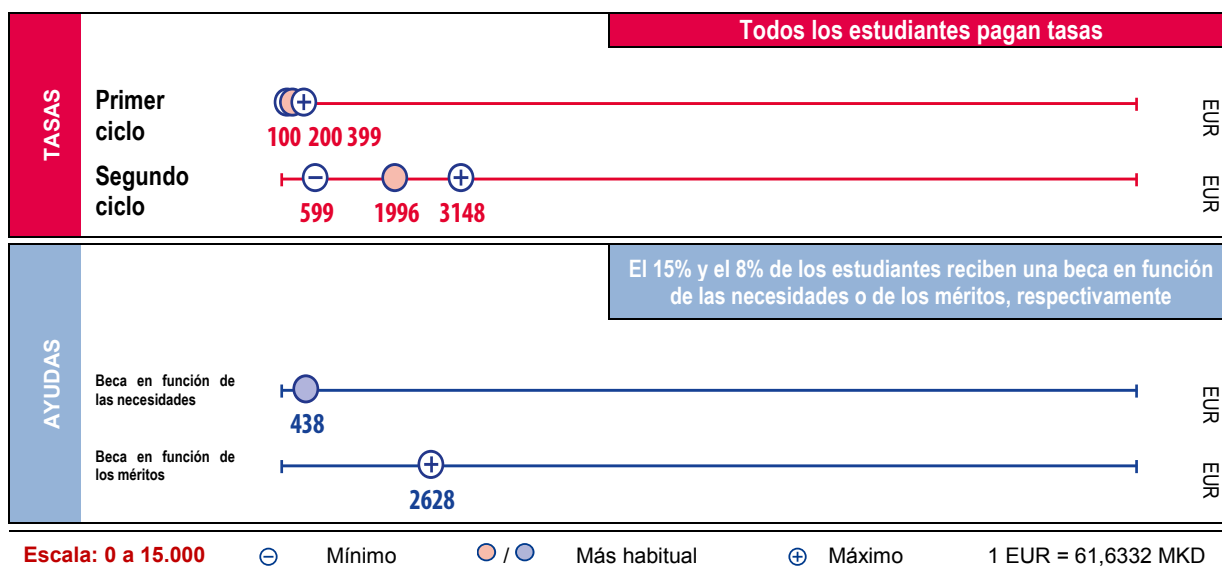 Todos los estudiantes pagan tasas
TASAS
Primer
ciclo
100 200 399
EUR
Segundo
ciclo
599 1996 3148
EUR
El 15% y el 8% de los estudiantes reciben una beca en función
de las necesidades o de los méritos, respectivamente
AYUDAS
Beca en función de
las necesidades
438
EUR
Beca en función de
los méritos
2628
EUR
Escala: 0 a 15.000 Mínimo / Más habitual Máximo 1 EUR = 61,6332 MKD